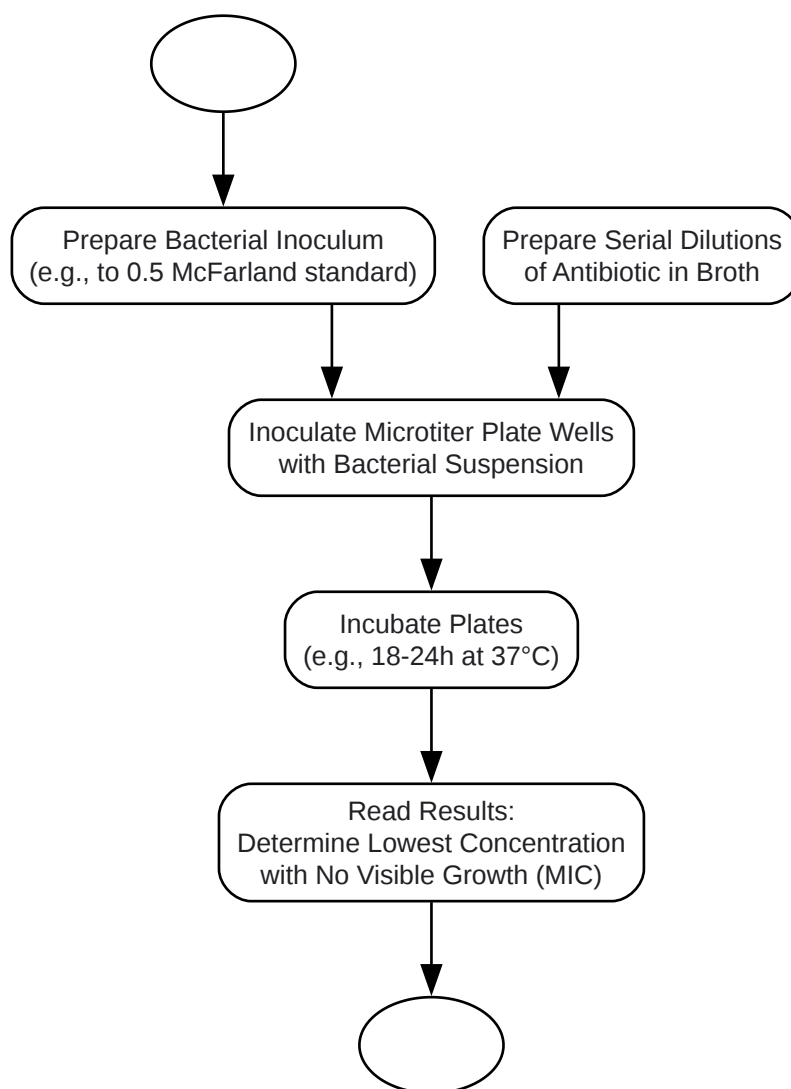 Prepare Bacterial Inoculum
(e.g., to 0.5 McFarland standard)
Prepare Serial Dilutions
of Antibiotic in Broth
Inoculate Microtiter Plate Wells
with Bacterial Suspension
Incubate Plates
(e.g., 18-24h at 37°C)
Read Results:
Determine Lowest Concentration
with No Visible Growth (MIC)